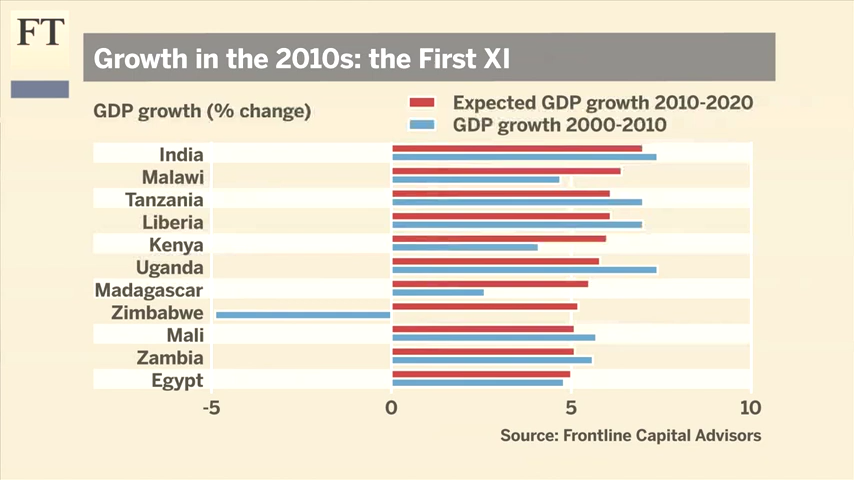 FT
Growth in the 2010s: the First XI
GDP growth (% change)
Expected GDP growth 2010-2020
GDP growth 2000-2010
India
Malawi
Tanzania
Liberia
Kenya
Uganda
Madagascar
Zimbabwe
Mali
Zambia
Egypt
-5 0 5 10
Source: Frontline Capital Advisors